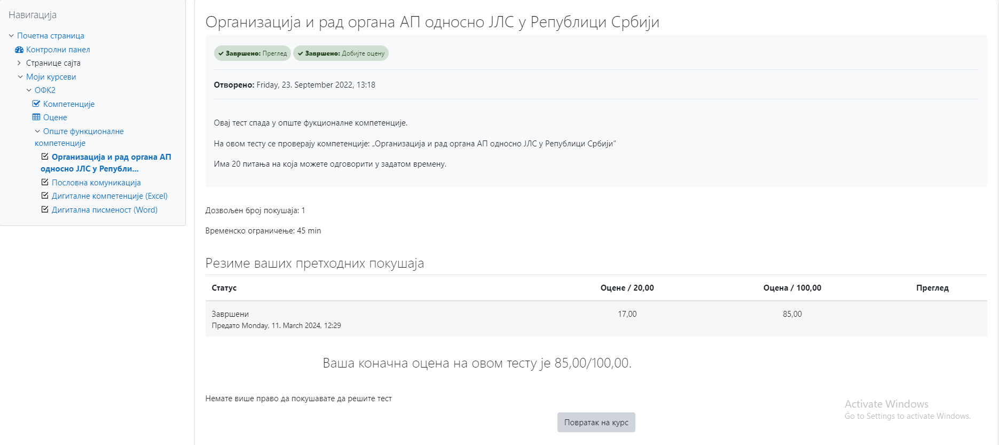 Навигација
Почетна страница
Контролни панел
Странице сајта
Моји курсеви
ОФК2
Компетенције
Оцене
Опште функционалне
компетенције
Организација и рад органа АП
односно ЈЛС у Републи...
Пословна комуникација
Дигиталне компетенције (Excel)
Дигитална писменост (Word)
Организација и рад органа АП односно ЈЛС у Републици Србији
Завршено: Преглед Завршено: Добијте оцену
Отворено: Friday, 23. September 2022, 13:18
Овај тест спада у опште фукционалне компетенције.
На овом тесту се проверају компетенције: „Организација и рад органа АП односно ЈЛС у Републици Србији”
Има 20 питања на која можете одговорити у задатом времену.
Дозвољен број покушаја: 1
Временско ограничење: 45 min
Резиме ваших претходних покушаја
Статус Оцене / 20,00 Оцена / 100,00 Преглед
Завршени 17,00 85,00
Предато Monday, 11. March 2024, 12:29
Ваша коначна оцена на овом тесту је 85,00/100,00.
Немате више право да покушавате да решите тест
Повратак на курс
Activate Windows
Go to Settings to activate Windows.